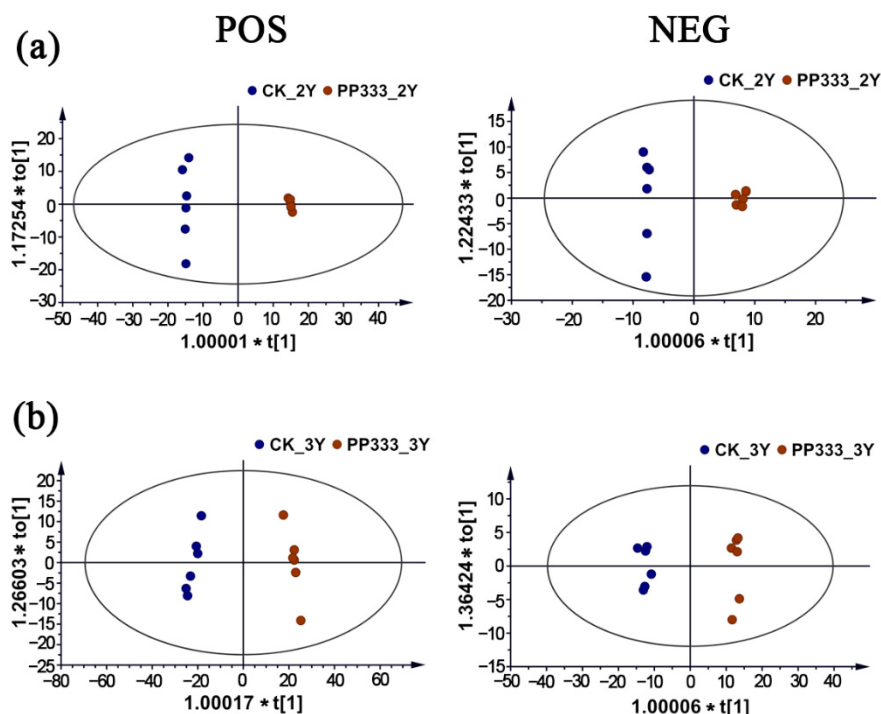 POS NEG
(a)
CK_2Y PP333_2Y
1.17254 * to[1]
20
10
0
−10
−20
−30
−50 −40 −30 −20 −10 0 10 20 30 40
1.00001 * t[1]
CK_2Y PP333_2Y
1.22433 * to[1]
15
10
5
0
−5
−10
−15
−20
−20 −10 0 10 20
1.00006 * t[1]
(b)
CK_3Y PP333_3Y
1.26603 * to[1]
20
15
10
5
0
−5
−10
−15
−20
−25
−80 −60 −40 −20 0 20 40 60
1.00017 * t[1]
CK_3Y PP333_3Y
1.36424 * to[1]
10
5
0
−5
−10
−15
−50 −40 −30 −20 −10 0 10 20 30 40
1.00006 * t[1]